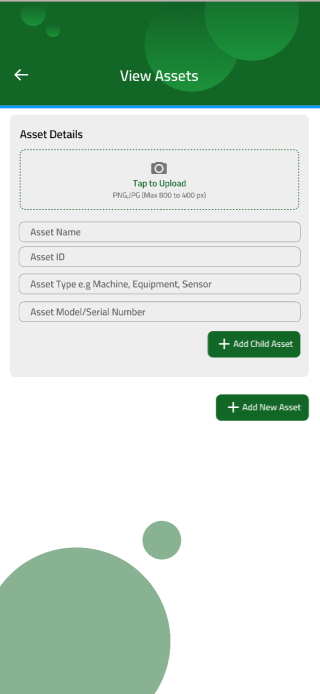 View Assets
Asset Details
Tap to Upload
PNG,JPG (Max 800 to 400 px)
Asset Name
Asset ID
Asset Type e.g Machine, Equipment, Sensor
Asset Model/Serial Number
Add Child Asset
Add New Asset